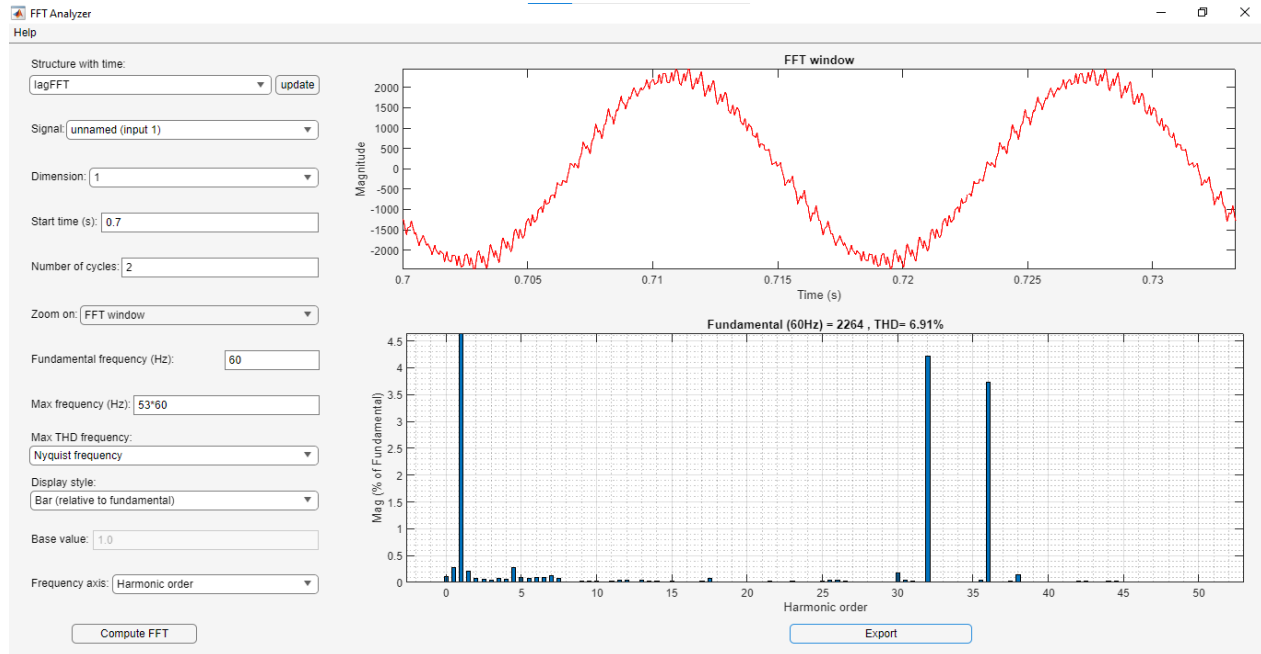 FFT Analyzer
Help
Structure with time:
lagFFT
update
Signal: unnamed (input 1)
Dimension: 1
Start time (s): 0.7
Number of cycles: 2
Zoom on: FFT window
Fundamental frequency (Hz): 60
Max frequency (Hz): 53*60
Max THD frequency:
Nyquist frequency
Display style:
Bar (relative to fundamental)
Base value: 1.0
Frequency axis: Harmonic order
Compute FFT
FFT window
Magnitude
2000
1500
1000
500
0
-500
-1000
-1500
-2000
0.7 0.705 0.71 0.715 0.72 0.725 0.73
Time (s)
Fundamental (60Hz) = 2264 , THD= 6.91%
Mag (% of Fundamental)
4.5
4
3.5
3
2.5
2
1.5
1
0.5
0
0 5 10 15 20 25 30 35 40 45 50
Harmonic order
Export